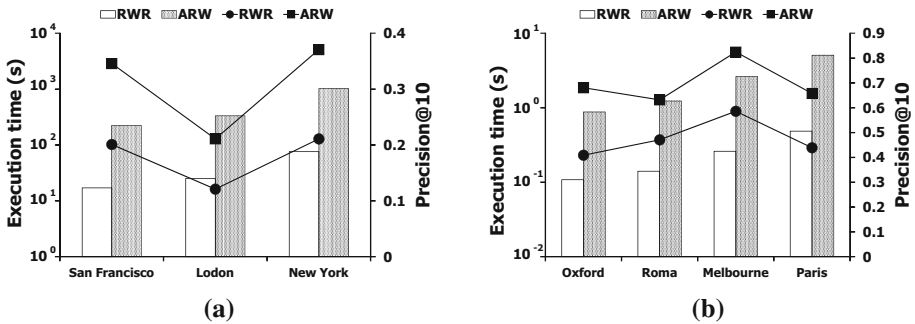 RWR ARW RWR ARW
10^4
10^3
10^2
10^1
10^0
Execution time (s)
0.4
0.3
0.2
0.1
0
Precision@10
San Francisco Lodon New York
(a)
RWR ARW RWR ARW
10^1
10^0
10^-1
10^-2
Execution time (s)
0.9
0.8
0.7
0.6
0.5
0.4
0.3
0.2
0.1
0
Precision@10
Oxford Roma Melbourne Paris
(b)